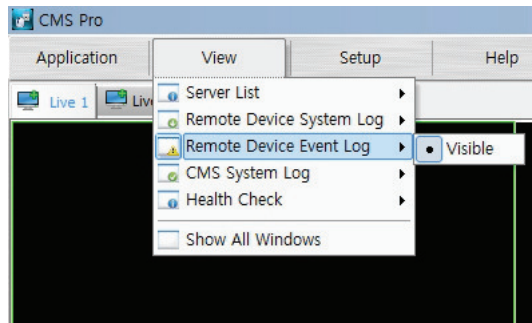 CMS Pro
Application View Setup Help
Live 1 Liv
Server List
Remote Device System Log
Remote Device Event Log Visible
CMS System Log
Health Check
Show All Windows